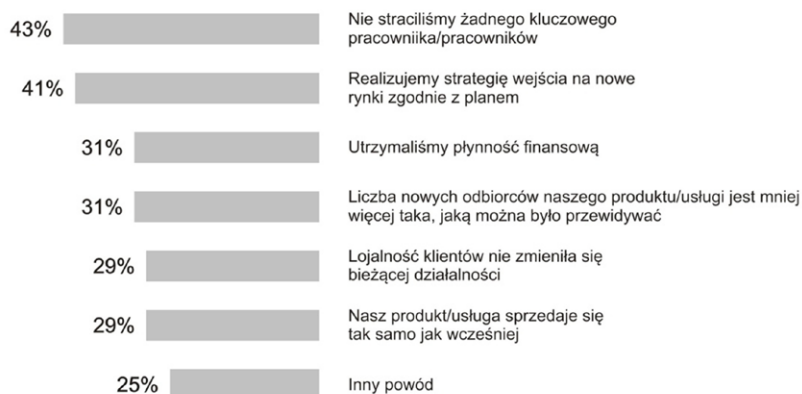 43%
Nie straciliśmy żadnego kluczowego
pracowniika/pracowników
41%
Realizujemy strategię wejścia na nowe
rynki zgodnie z planem
31%
Utrzymaliśmy płynność finansową
31%
Liczba nowych odbiorców naszego produktu/usługi jest mniej
więcej taka, jaką można było przewidywać
29%
Lojalność klientów nie zmieniła się
bieżącej działalności
29%
Nasz produkt/usługa sprzedaje się
tak samo jak wcześniej
25%
Inny powód